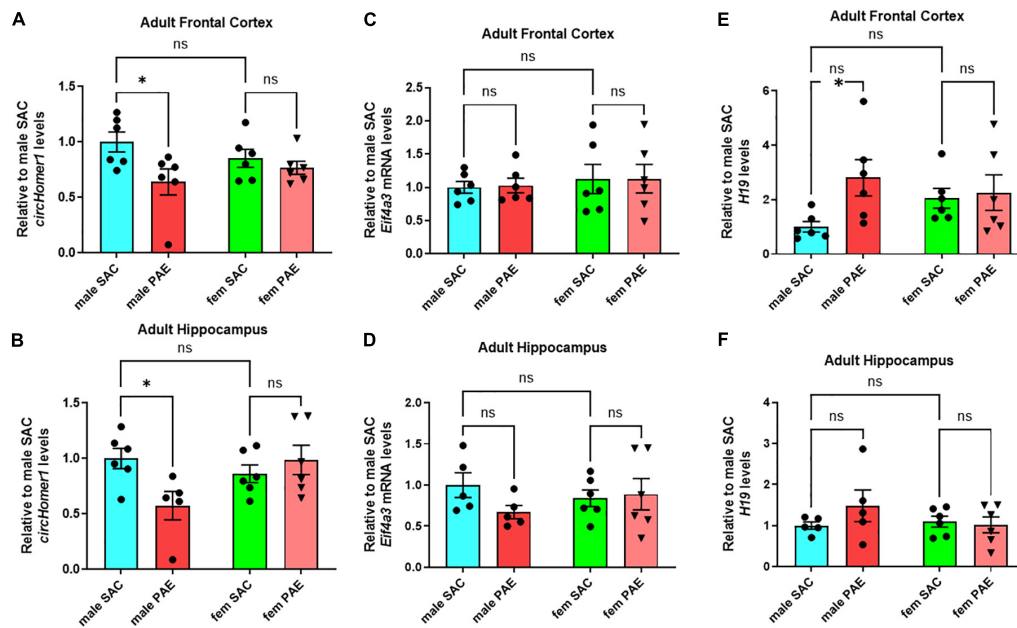 A
Adult Frontal Cortex
ns
*
ns
Relative to male SAC
circHomer1 levels
1.5
1.0
0.5
0.0
male SAC
male PAE
fem SAC
fem PAE
C
Adult Frontal Cortex
ns
ns
ns
Relative to male SAC
Eif4a3 mRNA levels
2.5
2.0
1.5
1.0
0.5
0.0
male SAC
male PAE
fem SAC
fem PAE
E
Adult Frontal Cortex
ns
ns
*
ns
Relative to male SAC
H19 levels
6
4
2
0
male SAC
male PAE
fem SAC
fem PAE
B
Adult Hippocampus
ns
*
ns
Relative to male SAC
circHomer1 levels
1.5
1.0
0.5
0.0
male SAC
male PAE
fem SAC
fem PAE
D
Adult Hippocampus
ns
ns
ns
Relative to male SAC
Eif4a3 mRNA levels
2.0
1.5
1.0
0.5
0.0
male SAC
male PAE
fem SAC
fem PAE
F
Adult Hippocampus
ns
ns
ns
Relative to male SAC
H19 levels
4
3
2
1
0
male SAC
male PAE
fem SAC
fem PAE